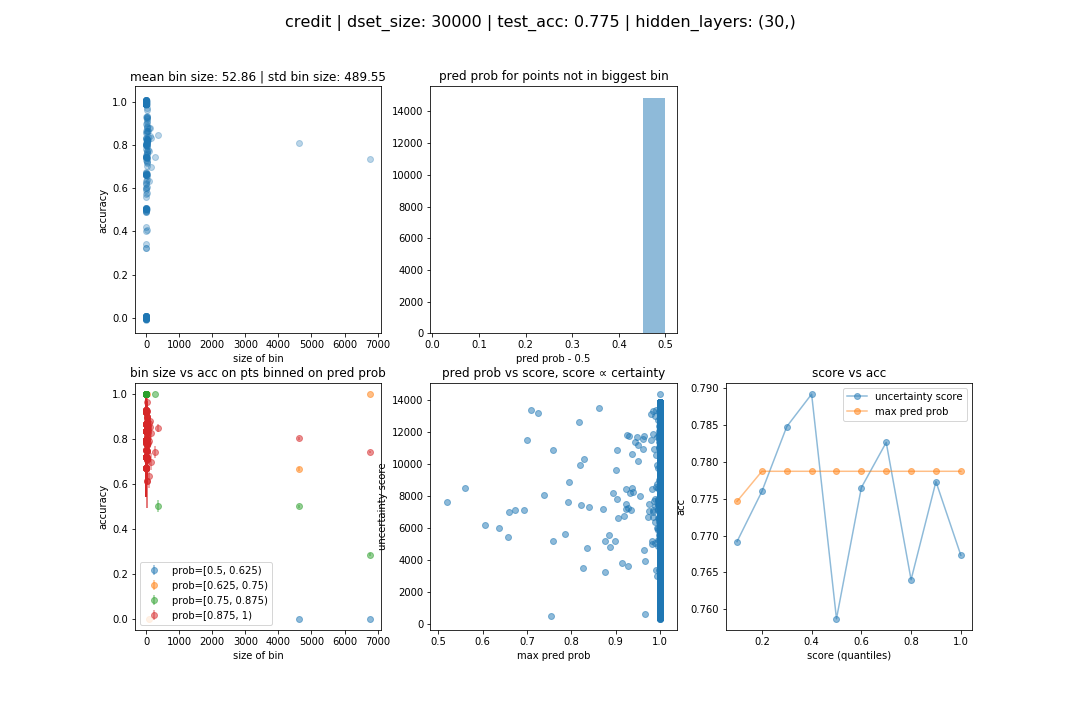 credit | dset_size: 30000 | test_acc: 0.775 | hidden_layers: (30,)
mean bin size: 52.86 | std bin size: 489.55
1.0
0.8
0.6
0.4
0.2
0.0
accuracy
0 1000 2000 3000 4000 5000 6000 7000
size of bin
pred prob for points not in biggest bin
14000
12000
10000
8000
6000
4000
2000
0
0.0 0.1 0.2 0.3 0.4 0.5
pred prob - 0.5
bin size vs acc on pts binned on pred prob
1.0
0.8
0.6
0.4
0.2
0.0
accuracy
prob=[0.5, 0.625)
prob=[0.625, 0.75)
prob=[0.75, 0.875)
prob=[0.875, 1)
0 1000 2000 3000 4000 5000 6000 7000
size of bin
pred prob vs score, score ∝ certainty
14000
12000
10000
8000
6000
4000
2000
0
uncertainty score
0.5 0.6 0.7 0.8 0.9 1.0
max pred prob
score vs acc
0.790
0.785
0.780
0.775
0.770
0.765
0.760
acc
uncertainty score
max pred prob
0.2 0.4 0.6 0.8 1.0
score (quantiles)